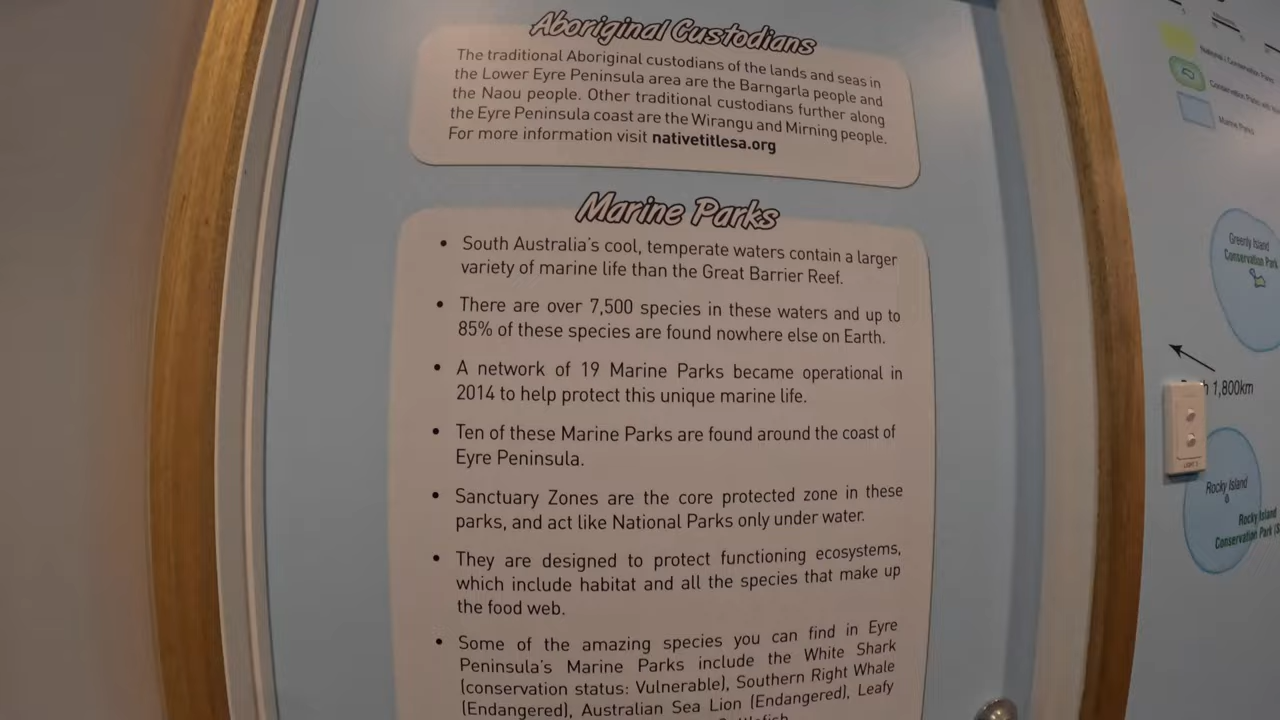 Aboriginal Custodians
The traditional Aboriginal custodians of the lands and seas in
the Lower Eyre Peninsula area are the Barngarla people and
the Naou people. Other traditional custodians further along
the Eyre Peninsula coast are the Wirangu and Mirning people.
For more information visit nativetitlesa.org
Marine Parks
• South Australia's cool, temperate waters contain a larger
variety of marine life than the Great Barrier Reef.
• There are over 7,500 species in these waters and up to
85% of these species are found nowhere else on Earth.
• A network of 19 Marine Parks became operational in
2014 to help protect this unique marine life.
• Ten of these Marine Parks are found around the coast of
Eyre Peninsula.
• Sanctuary Zones are the core protected zone in these
parks, and act like National Parks only under water.
• They are designed to protect functioning ecosystems,
which include habitat and all the species that make up
the food web.
• Some of the amazing species you can find in Eyre
Peninsula's Marine Parks include the White Shark
(conservation status: Vulnerable), Southern Right Whale
(Endangered), Australian Sea Lion (Endangered), Leafy
Marine Parks
Greenly Island
Conservation Park
1,800km
Rocky Island
Rocky Island
Conservation Park